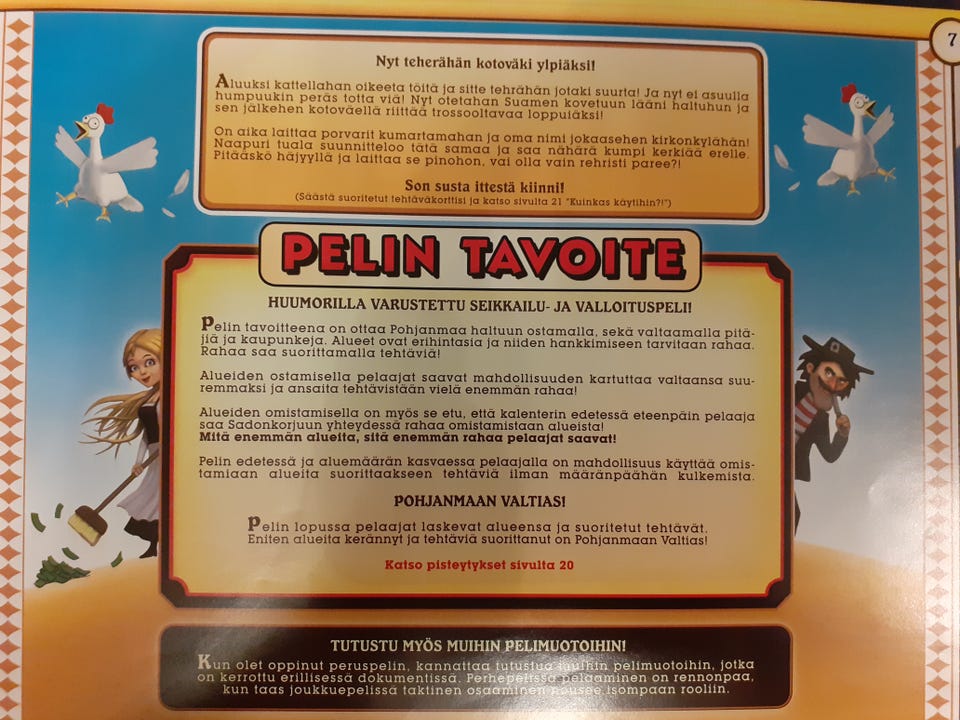 7
Nyt teherähän kotoväki ylpiäksi!
Aluuksi kattellahan oikeeta töitä ja sitte tehrähän jotaki suurta! Ja nyt ei asuulla
humpuukin peräs totta viä! Nyt otetahan Suamen kovetuun lääni haltuhun ja
sen jälkehen kotoväellä riittää trossooltavaa loppuiäksi!
On aika laittaa porvarit kumartamahan ja oma nimi jokaasehen kirkonkylähän!
Naapuri tuala suunnitteloo tätä samaa ja saa nährä kumpi kerkiää erelle.
Pitääskö häjyyllä ja laittaa se pinohon, vai olla vain rehristi paree?!
Son susta ittestä kiinni!
(Säästä suoritetut tehtäväkorttisi ja katso sivulta 21 "Kuinkas käytihin?!")
PELIN TAVOITE
HUUMORILLA VARUSTETTU SEIKKAILU- JA VALLOITUSPELI!
Pelin tavoitteena on ottaa Pohjanmaa haltuun ostamalla, sekä valtaamalla pitä-
jiä ja kaupunkeja. Alueet ovat erihintasia ja niiden hankkimiseen tarvitaan rahaa.
Rahaa saa suorittamalla tehtäviä!
Alueiden ostamisella pelaajat saavat mahdollisuuden kartuttaa valtaansa suu-
remmaksi ja ansaita tehtävistään vielä enemmän rahaa!
Alueiden omistamisella on myös se etu, että kalenterin edetessä eteenpäin pelaaja
saa Sadonkorjuun yhteydessä rahaa omistamistaan alueista!
Mitä enemmän alueita, sitä enemmän rahaa pelaajat saavat!
Pelin edetessä ja aluemäärän kasvaessa pelaajalla on mahdollisuus käyttää omis-
tamiaan alueita suorittaakseen tehtäviä ilman määränpäähän kulkemista.
POHJANMAAN VALTIAS!
Pelin lopussa pelaajat laskevat alueensa ja suoritetut tehtävät.
Eniten alueita kerännyt ja tehtäviä suorittanut on Pohjanmaan Valtias!
Katso pisteytykset sivulta 20
TUTUSTU MYÖS MUIHIN PELIMUOTOIHIN!
Kun olet oppinut peruspelin, kannattaa tutustua muihin pelimuotoihin, jotka
on kerrottu erillisessä dokumentissa. Perhepelissä pelaaminen on rennonpaa,
kun taas joukkuepelissä taktinen osaaminen nousee isompaan rooliin.